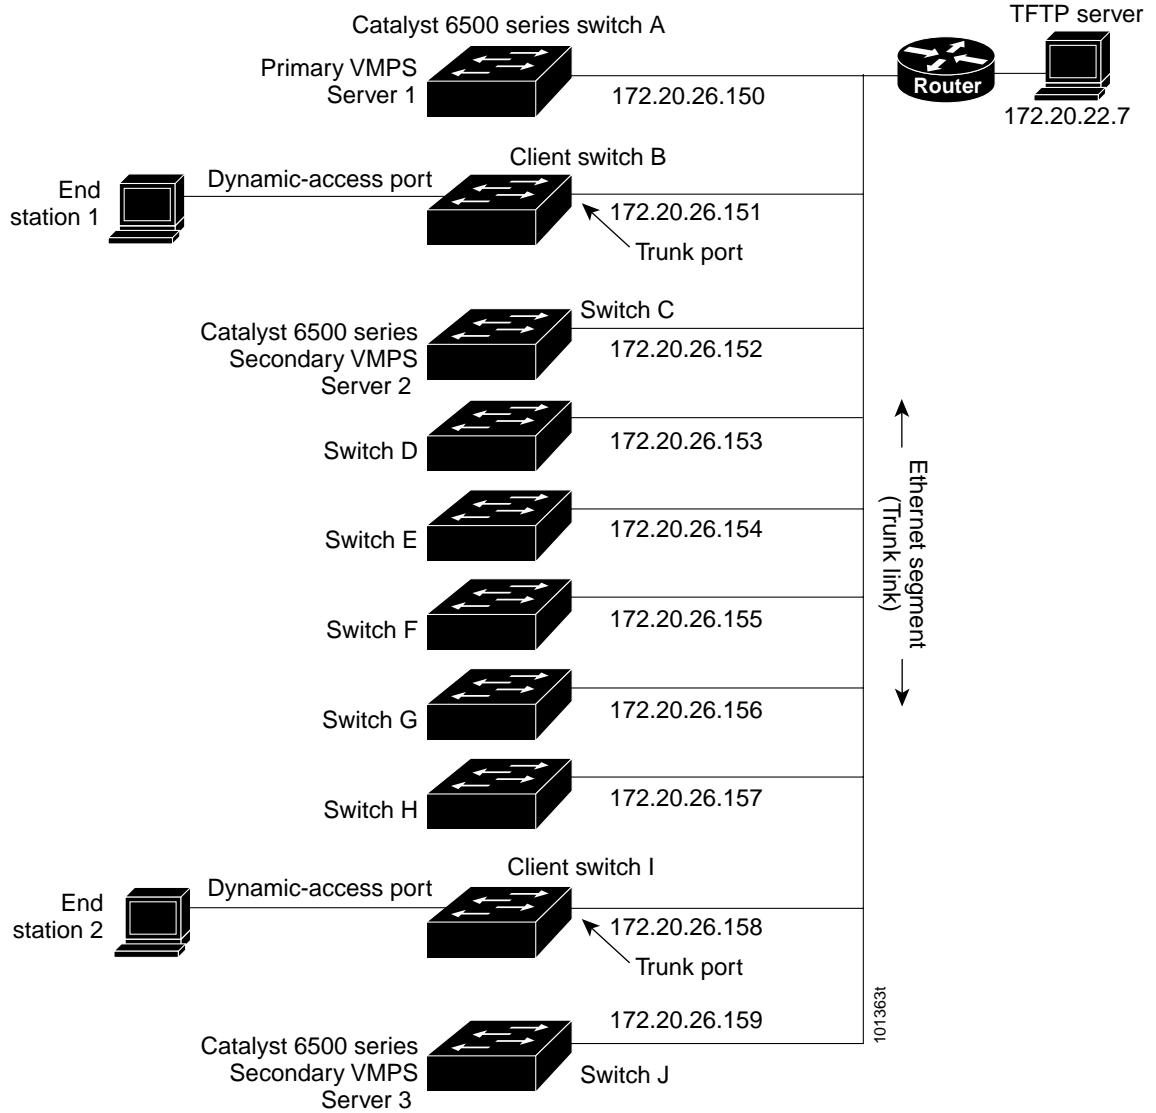 Catalyst 6500 series switch A
TFTP server
Primary VMPS
Server 1
172.20.26.150
Router
172.20.22.7
Client switch B
End
station 1
Dynamic-access port
172.20.26.151
Trunk port
Switch C
Catalyst 6500 series
Secondary VMPS
Server 2
172.20.26.152
Switch D
172.20.26.153
Ethernet segment
(Trunk link)
Switch E
172.20.26.154
Switch F
172.20.26.155
Switch G
172.20.26.156
Switch H
172.20.26.157
Client switch I
End
station 2
Dynamic-access port
172.20.26.158
Trunk port
101363t
172.20.26.159
Catalyst 6500 series
Secondary VMPS
Server 3
Switch J